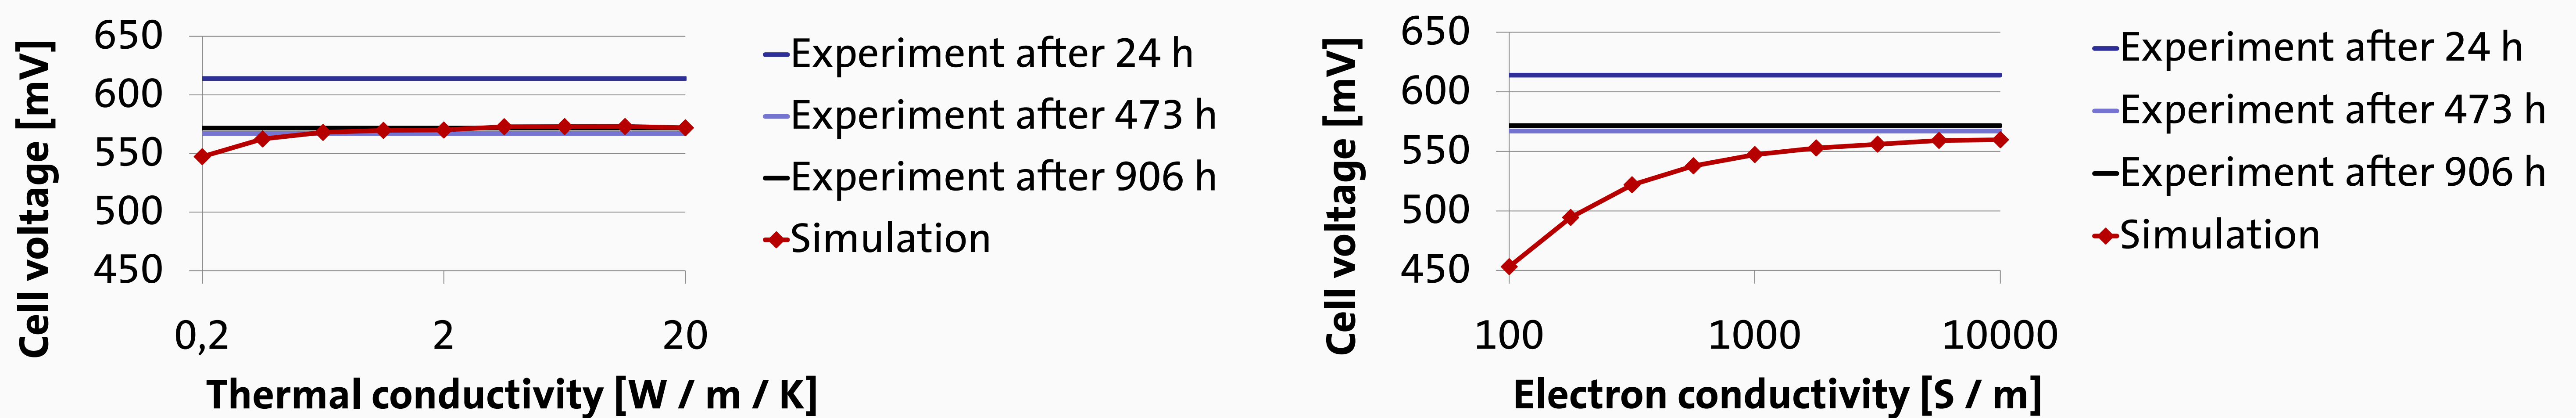 Cell voltage [mV]
650
600
550
500
450
0,2
2
20
Thermal conductivity [W / m / K]
Experiment after 24 h
Experiment after 473 h
Experiment after 906 h
Simulation
Cell voltage [mV]
650
600
550
500
450
100
1000
10000
Electron conductivity [S / m]
Experiment after 24 h
Experiment after 473 h
Experiment after 906 h
Simulation